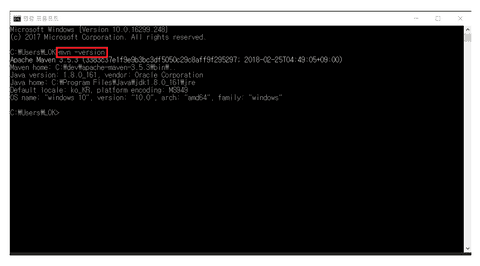 명령 프롬프트
Microsoft Windows [Version 10.0.16299.248]
(c) 2017 Microsoft Corporation. All rights reserved.
C:₩Users₩LOK>mvn -version
Apache Maven 3.5.3 (3383c37e1f9e9b3bc3df5050c29c8aff9f295297; 2018-02-25T04:49:05+09:00)
Maven home: C:₩dev₩apache-maven-3.5.3₩bin₩..
Java version: 1.8.0_161, vendor: Oracle Corporation
Java home: C:₩Program Files₩Java₩jdk1.8.0_161₩jre
Default locale: ko_KR, platform encoding: MS949
OS name: "windows 10", version: "10.0", arch: "amd64", family: "windows"
C:₩Users₩LOK>